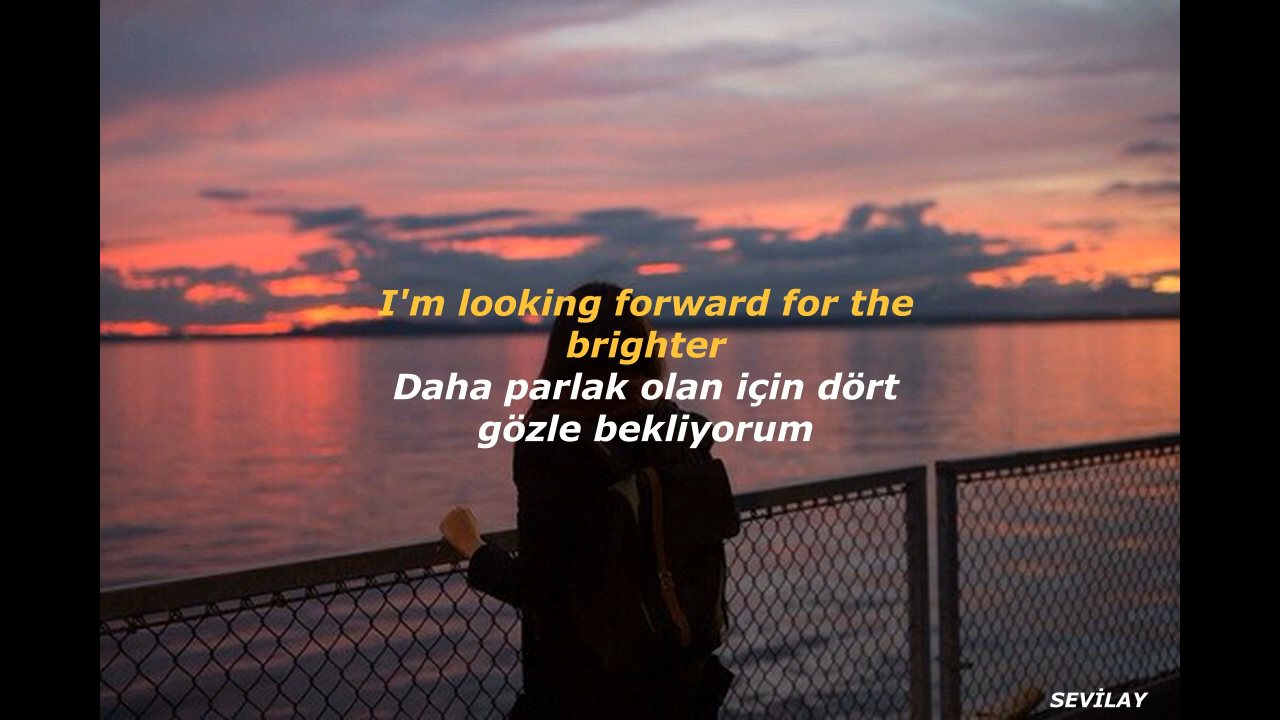 I'm looking forward for the
brighter
Daha parlak olan için dört
gözle bekliyorum
SEVİLAY